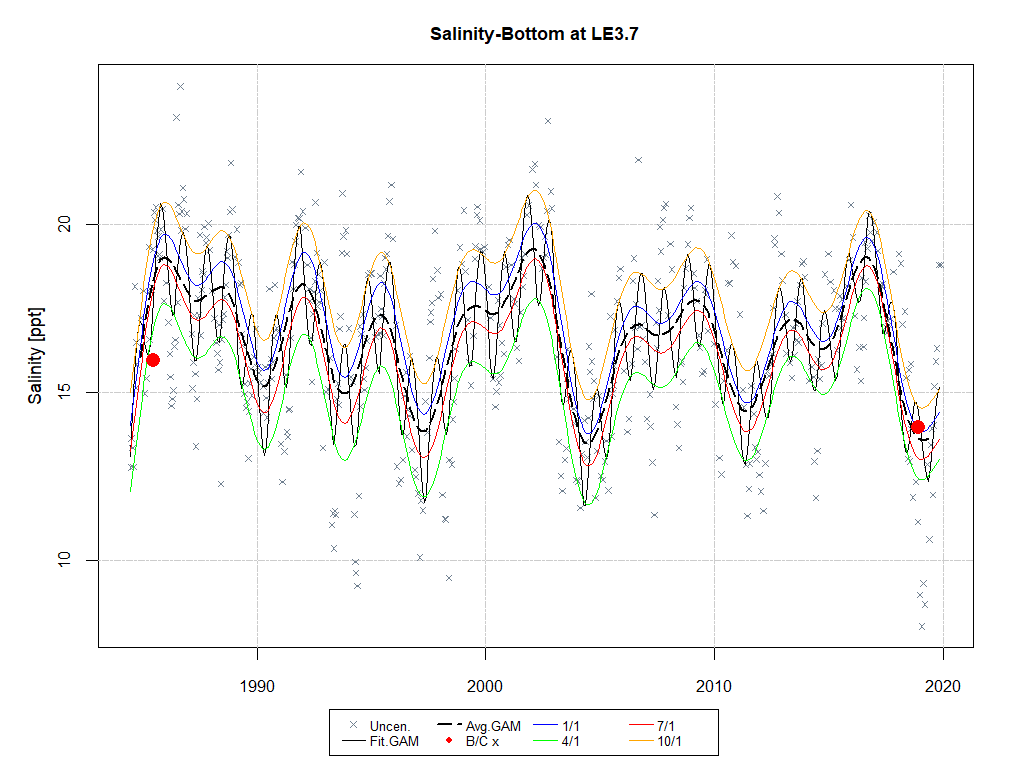 Salinity-Bottom at LE3.7
Salinity [ppt]
20
15
10
1990 2000 2010 2020
Uncen. Avg.GAM 1/1 7/1
Fit.GAM B/C x 4/1 10/1